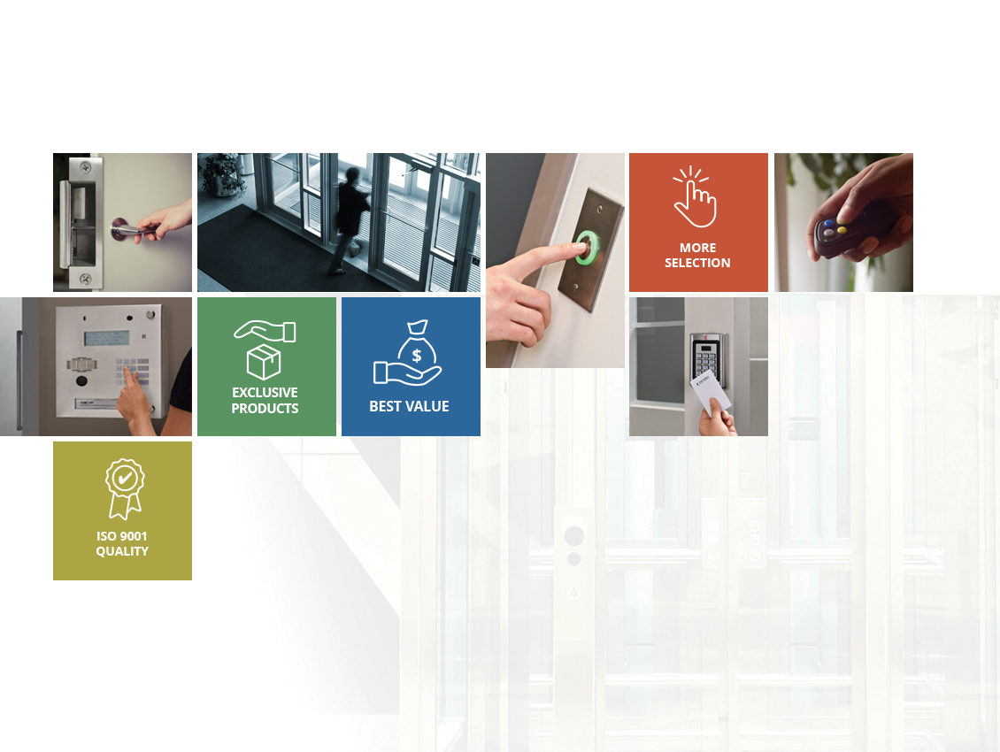 MORE
SELECTION
EXCLUSIVE
PRODUCTS
$
BEST VALUE
ISO 9001
QUALITY